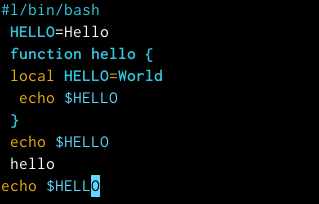 #l/bin/bash
HELLO=Hello
function hello {
local HELLO=World
echo $HELLO
}
echo $HELLO
hello
echo $HELLO